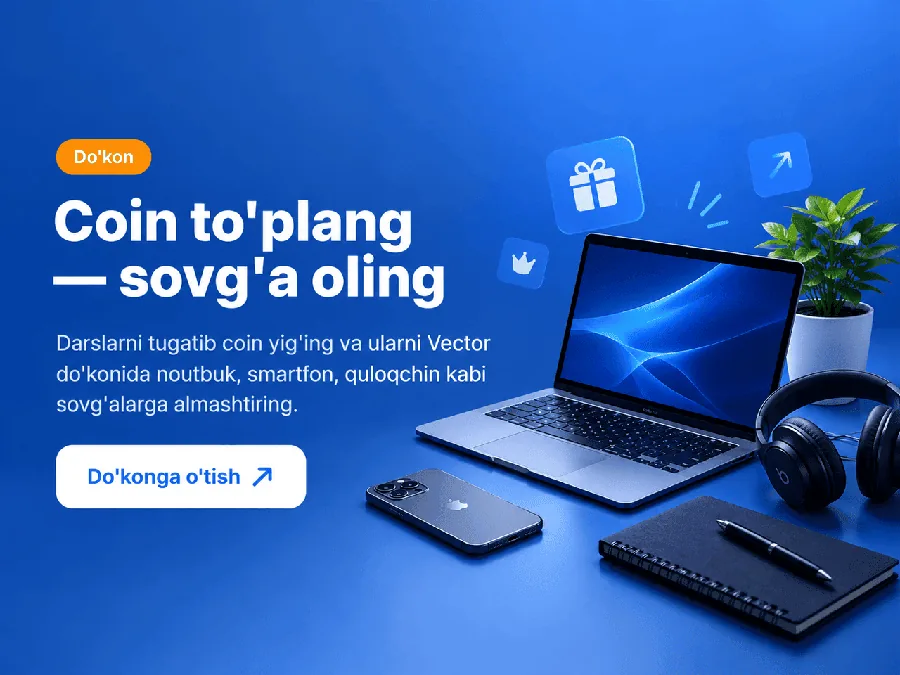 Do'kon
Coin to'plang
— sovg'a oling
Darslarni tugatib coin yig'ing va ularni Vector
do'konida noutbuk, smartfon, quloqchin kabi
sovg'alarga almashtiring.
Do'konga o'tish